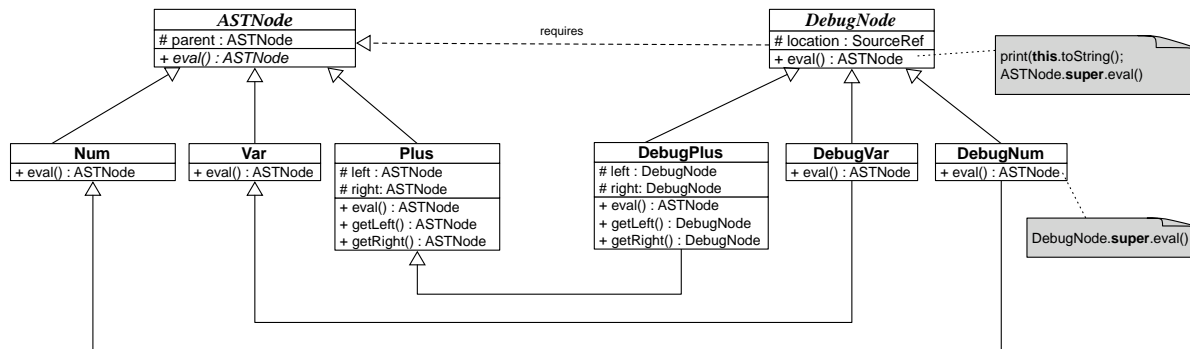 ASTNode
# parent : ASTNode
+ eval() : ASTNode
requires
DebugNode
# location : SourceRef
+ eval() : ASTNode
print(this.toString();
ASTNode.super.eval()
Num
+ eval() : ASTNode
Var
+ eval() : ASTNode
Plus
# left : ASTNode
# right: ASTNode
+ eval() : ASTNode
+ getLeft() : ASTNode
+ getRight() : ASTNode
DebugPlus
# left : DebugNode
# right: DebugNode
+ eval() : ASTNode
+ getLeft() : DebugNode
+ getRight() : DebugNode
DebugVar
+ eval() : ASTNode
DebugNum
+ eval() : ASTNode
DebugNode.super.eval()